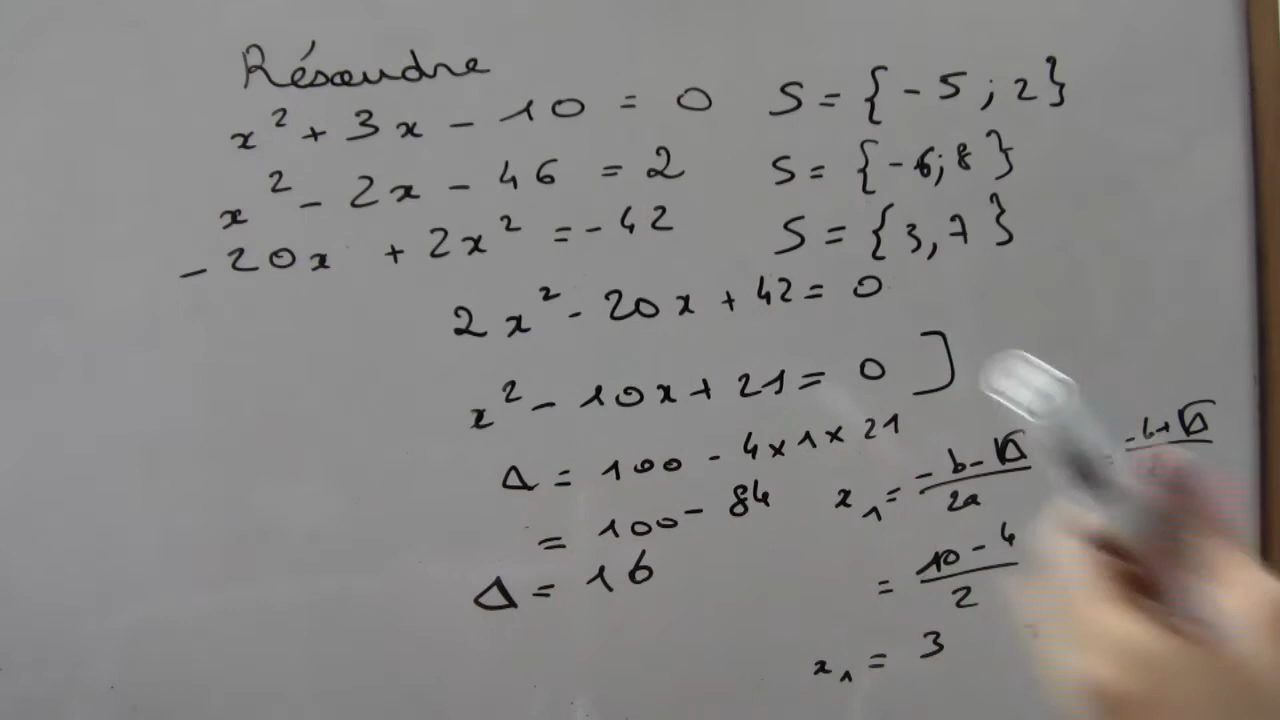 Résoudre
x² + 3x - 10 = 0 S = {-5 ; 2}
x² - 2x - 46 = 2 S = {-6 ; 8}
-20x + 2x² = -42 S = {3, 7}
2x² - 20x + 42 = 0
x² - 10x + 21 = 0 ]
Δ = 100 - 4 x 1 x 21
= 100 - 84
Δ = 16
x₁ = (-b - √Δ)/2a
-b + √Δ
= (10 - 4)/2
x₁ = 3